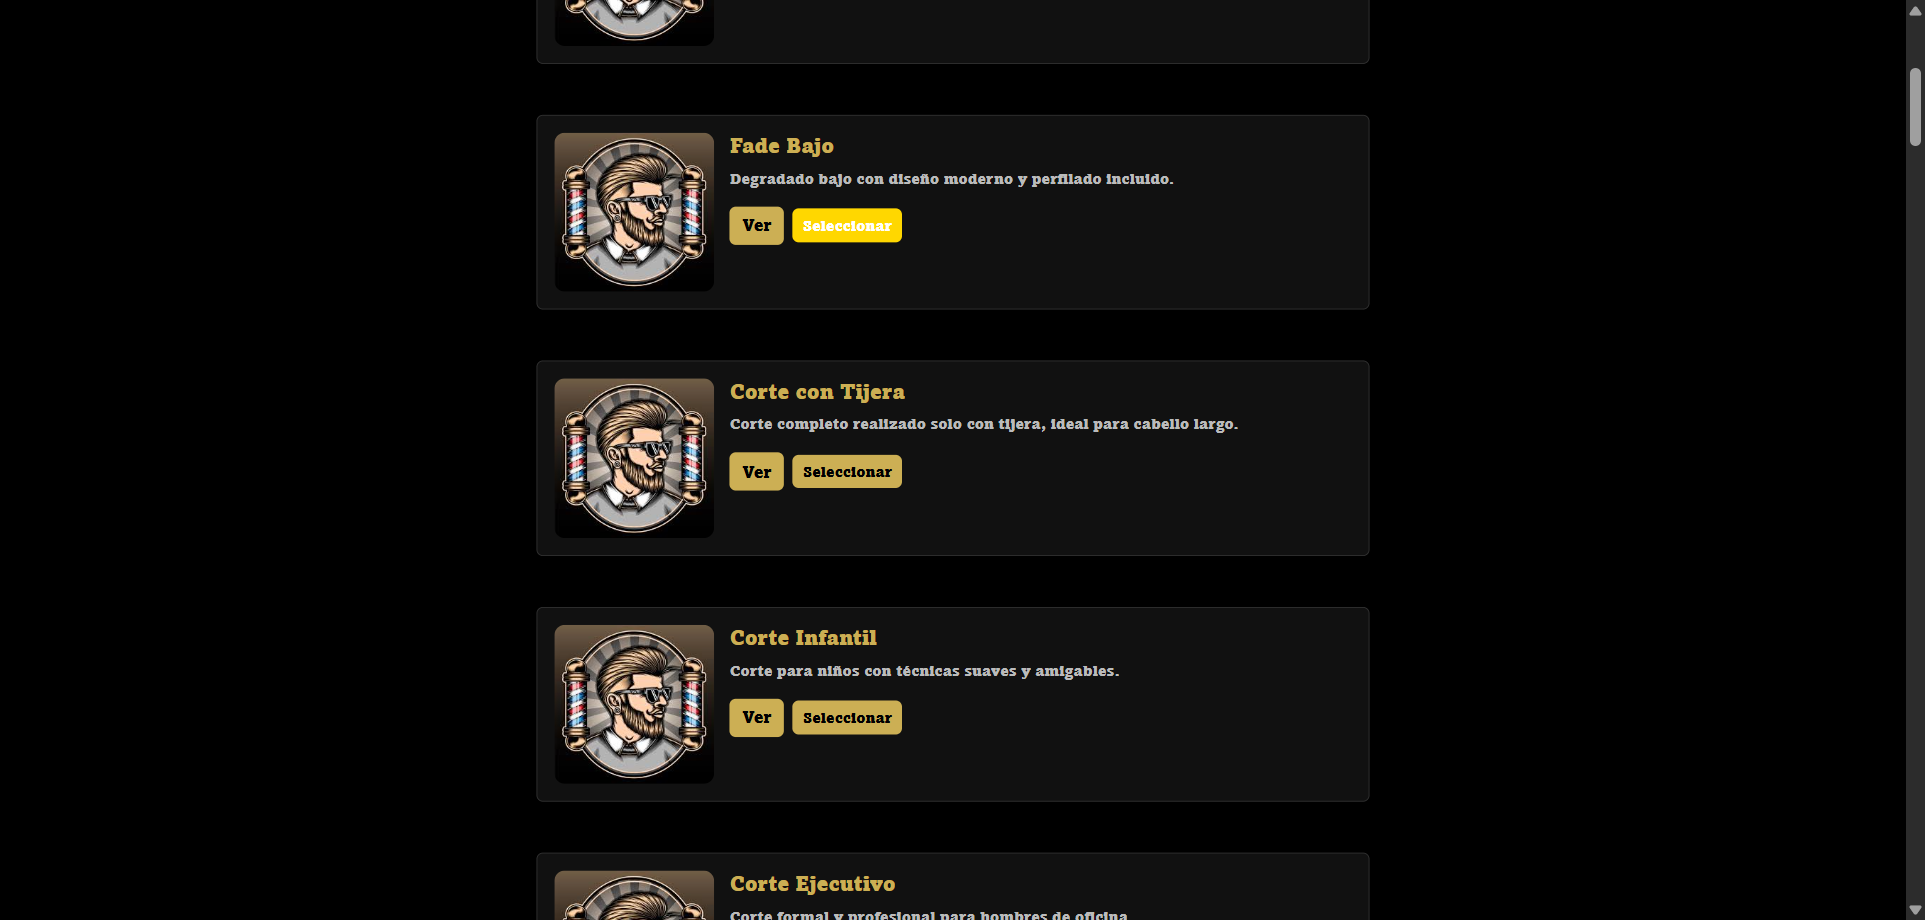 Fade Bajo
Degradado bajo con diseño moderno y perfilado incluido.
Ver
Seleccionar
Corte con Tijera
Corte completo realizado solo con tijera, ideal para cabello largo.
Ver
Seleccionar
Corte Infantil
Corte para niños con técnicas suaves y amigables.
Ver
Seleccionar
Corte Ejecutivo
Corte formal y profesional para hombres de oficina.